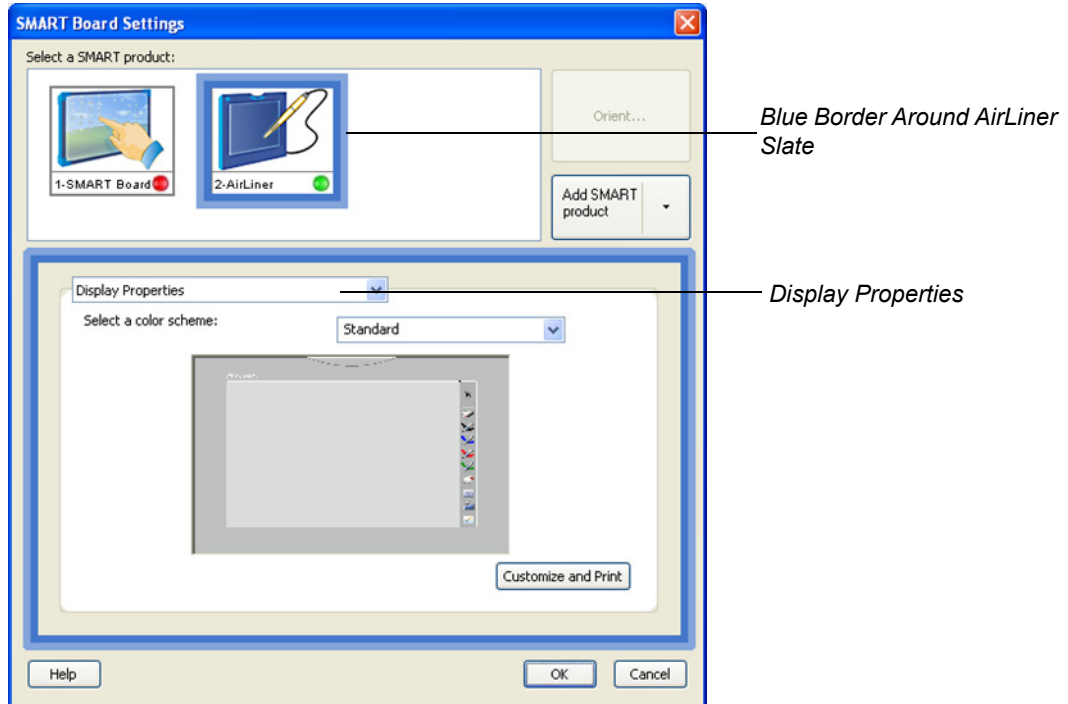 SMART Board Settings
Select a SMART product:
1-SMART Board
2-AirLiner
Orient...
Add SMART
product
Blue Border Around AirLiner
Slate
Display Properties
Display Properties
Select a color scheme:
Standard
Customize and Print
Help
OK
Cancel